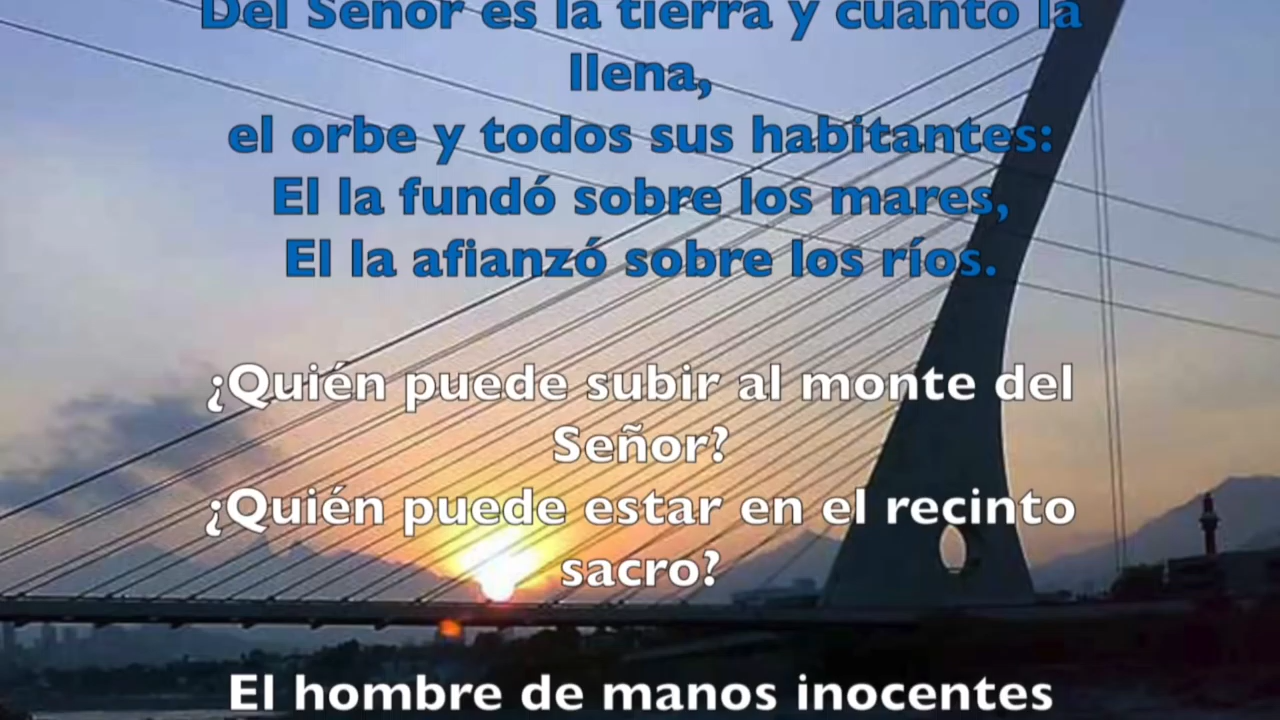 Del Señor es la tierra y cuanto la
llena,
el orbe y todos sus habitantes:
El la fundó sobre los mares,
El la afianzó sobre los ríos.
¿Quién puede subir al monte del
Señor?
¿Quién puede estar en el recinto
sacro?
El hombre de manos inocentes